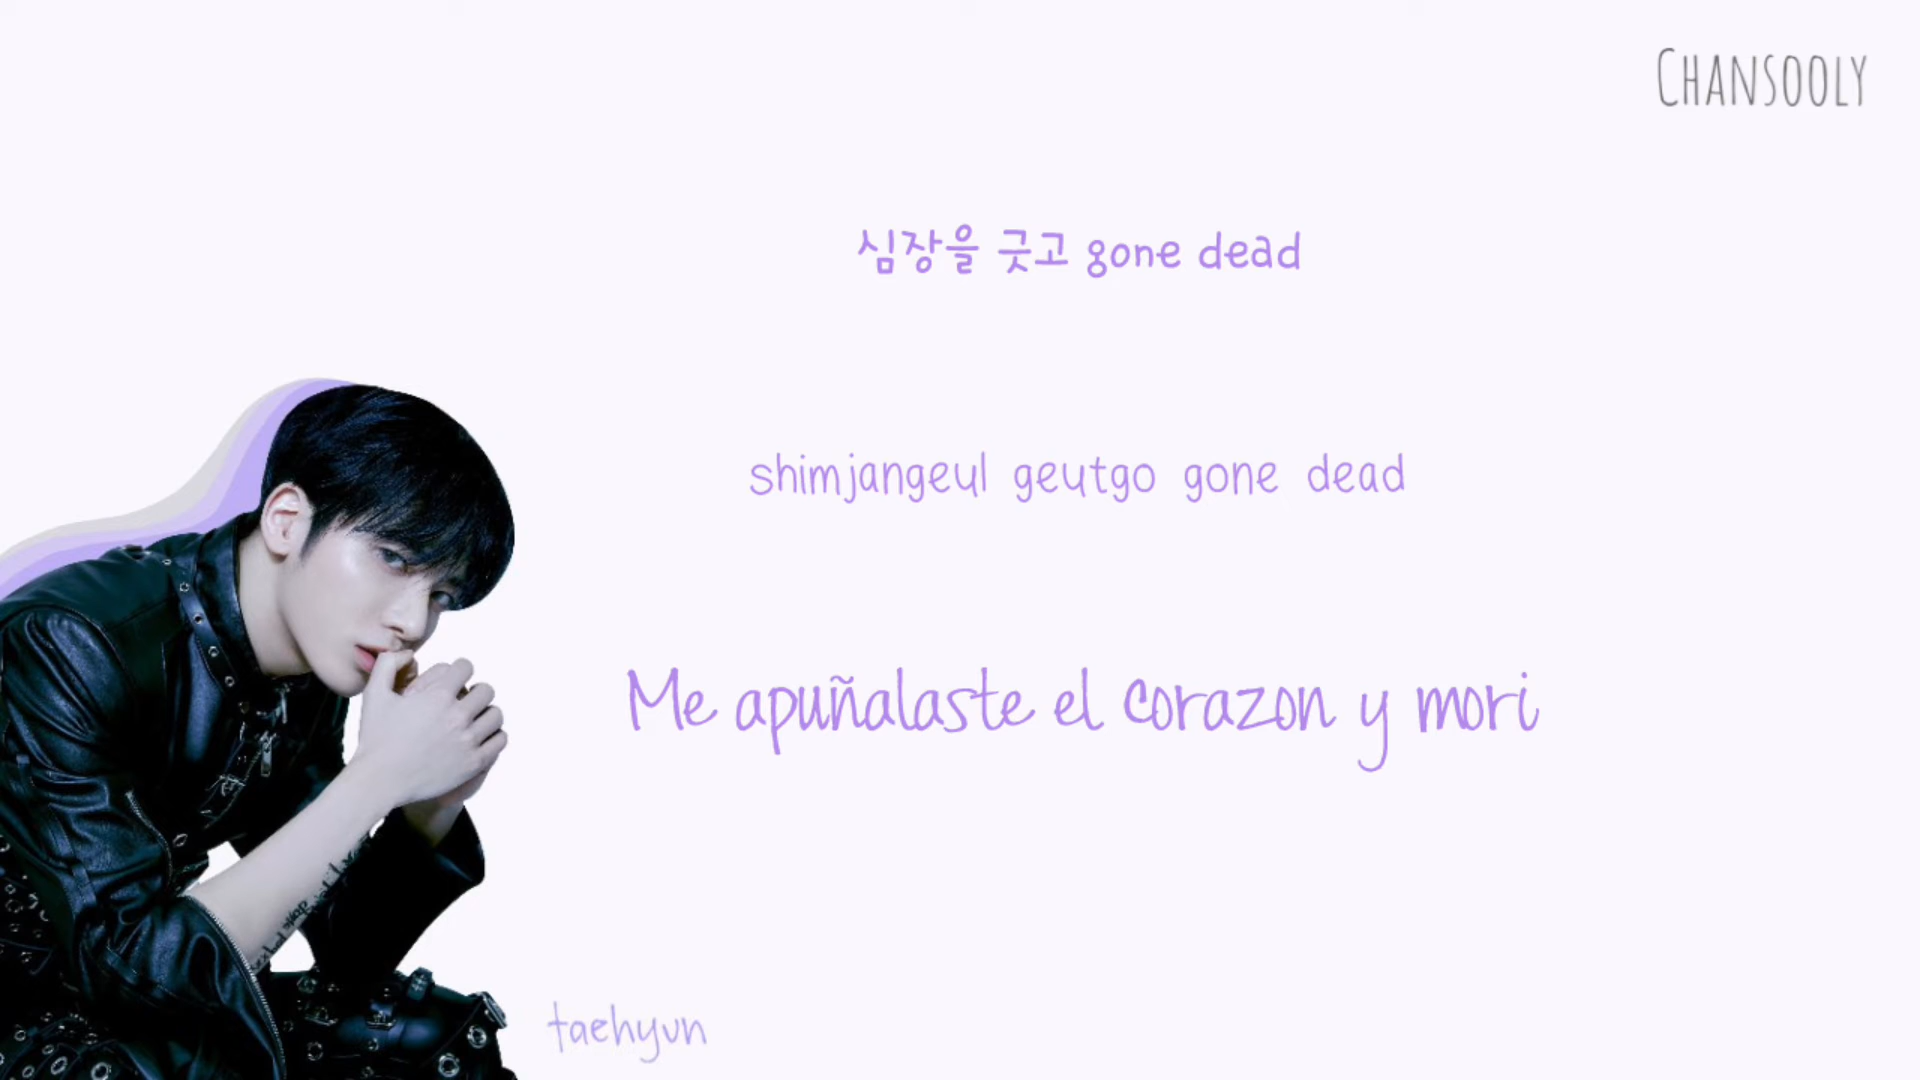 CHANSOOLY
심장을 긋고 gone dead
shimjangeul geutgo gone dead
Me apuñalaste el corazon y mori
taehyun